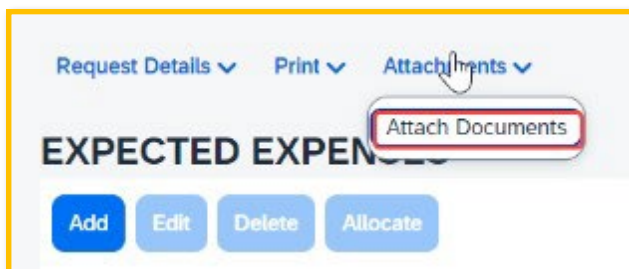 Request Details Print Attachments
Attach Documents
EXPECTED EXPENSES
Add Edit Delete Allocate